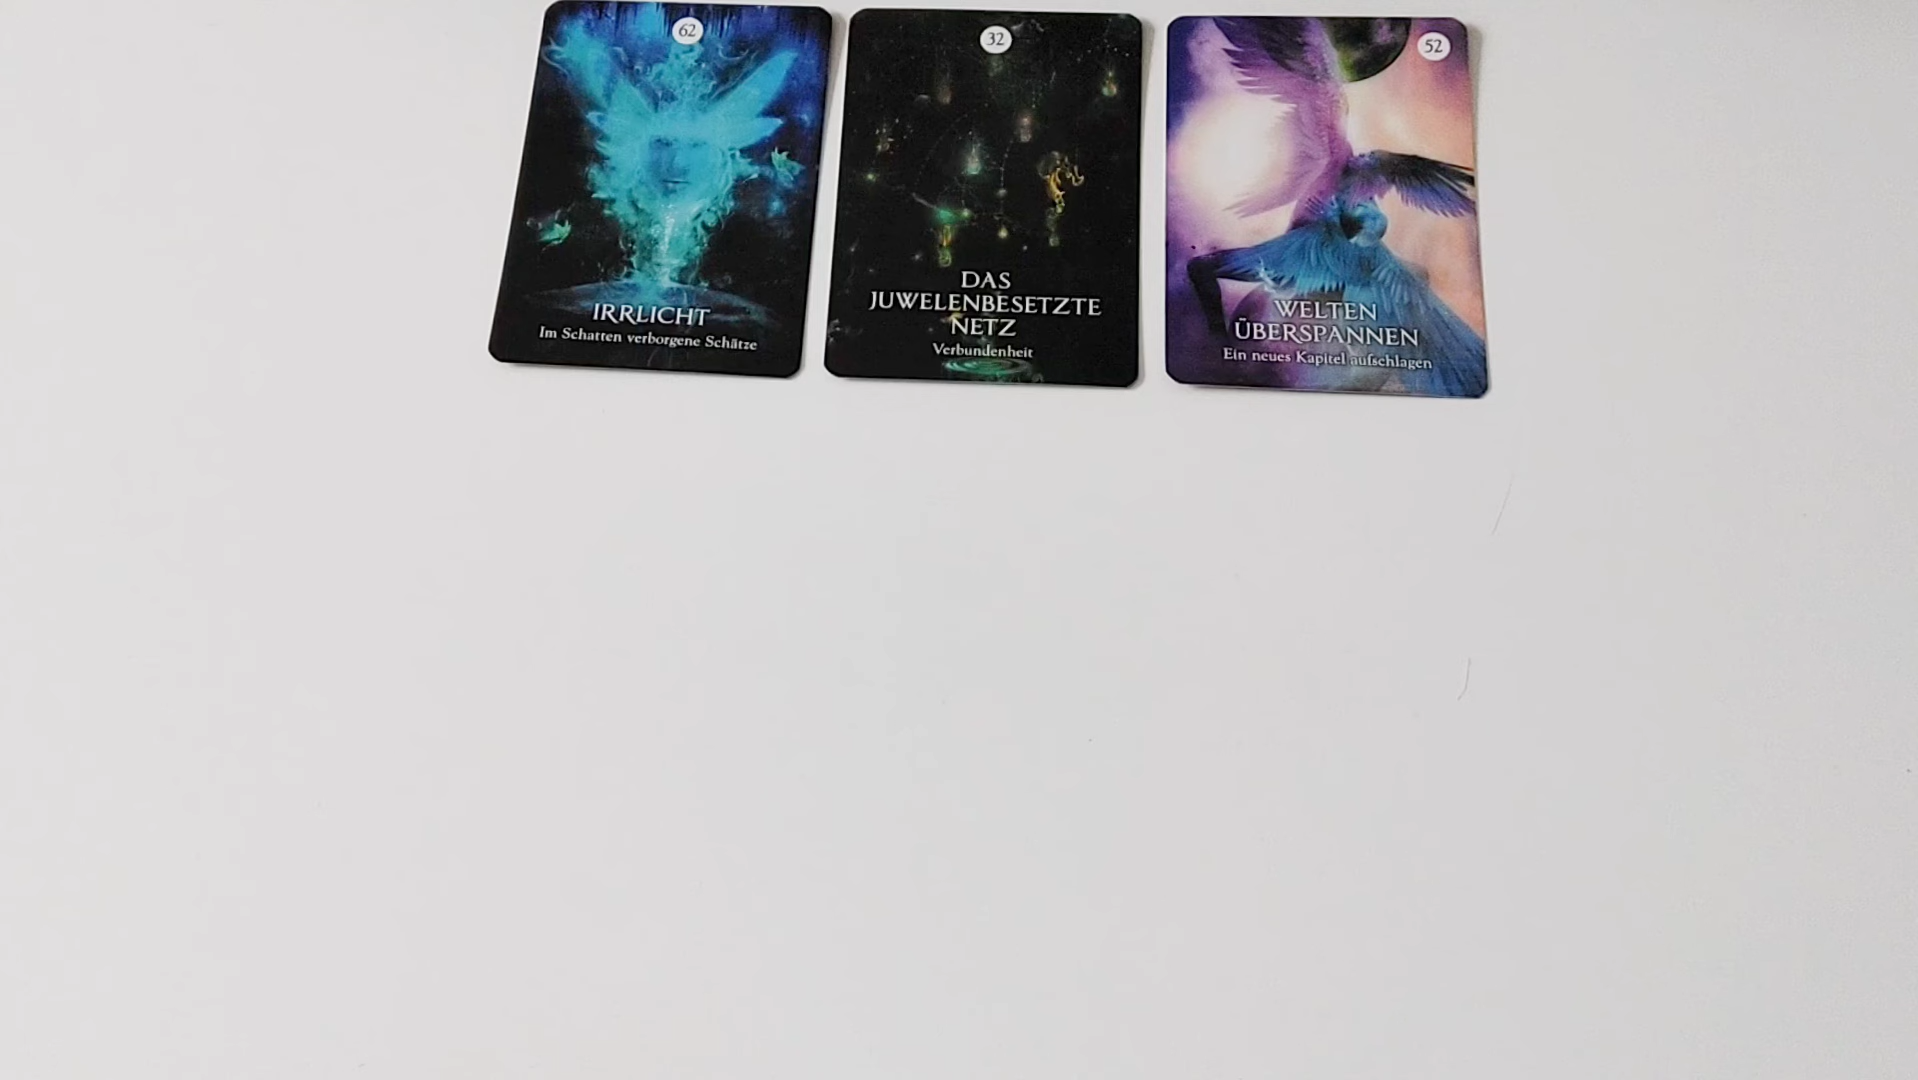 62
IRRLICHT
Im Schatten verborgene Schätze
32
DAS
JUWELENBESETZTE
NETZ
Verbundenheit
52
WELTEN
ÜBERSPANNEN
Ein neues Kapitel aufschlagen